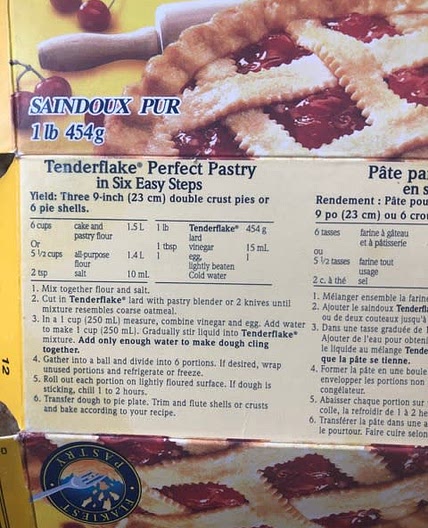 SAINDOUX PUR
1 lb 454g
Tenderflake® Perfect Pastry
in Six Easy Steps
Yield: Three 9-inch (23 cm) double crust pies or
6 pie shells.
6 cups cake and pastry flour 1.5 L
Or
5 1/2 cups all-purpose flour 1.4 L
2 tsp salt 10 mL
1 lb Tenderflake® lard 454 g
1 tbsp vinegar 15 mL
1 egg, lightly beaten 1
Cold water
1. Mix together flour and salt.
2. Cut in Tenderflake® lard with pastry blender or 2 knives until
mixture resembles coarse oatmeal.
3. In a 1 cup (250 mL) measure, combine vinegar and egg. Add water
to make 1 cup (250 mL). Gradually stir liquid into Tenderflake®
mixture. Add only enough water to make dough cling
together.
4. Gather into a ball and divide into 6 portions. If desired, wrap
unused portions and refrigerate or freeze.
5. Roll out each portion on lightly floured surface. If dough is
sticking, chill 1 to 2 hours.
6. Transfer dough to pie plate. Trim and flute shells or crusts
and bake according to your recipe.
Pâte pa
en s
Rendement : Pâte pou
9 po (23 cm) ou 6 crou
6 tasses farine à gâteau
et à pâtisserie
ou
5 1/2 tasses farine tout
usage
2 c. à thé sel
1. Mélanger ensemble la farine
2. Ajouter le saindoux Tenderfl
ou de deux couteaux jusqu'à
3. Dans une tasse graduée de 1
Ajouter de l'eau pour obteni
le liquide au mélange Tende
que la pâte se tienne.
4. Former la pâte en une boule
envelopper les portions non
congélateur.
5. Abaisser chaque portion sur
colle, la refroidir de 1 à 2 he
6. Transférer la pâte dans une a
le pourtour. Faire cuire selon
12
FLAKIEST
PASTRY